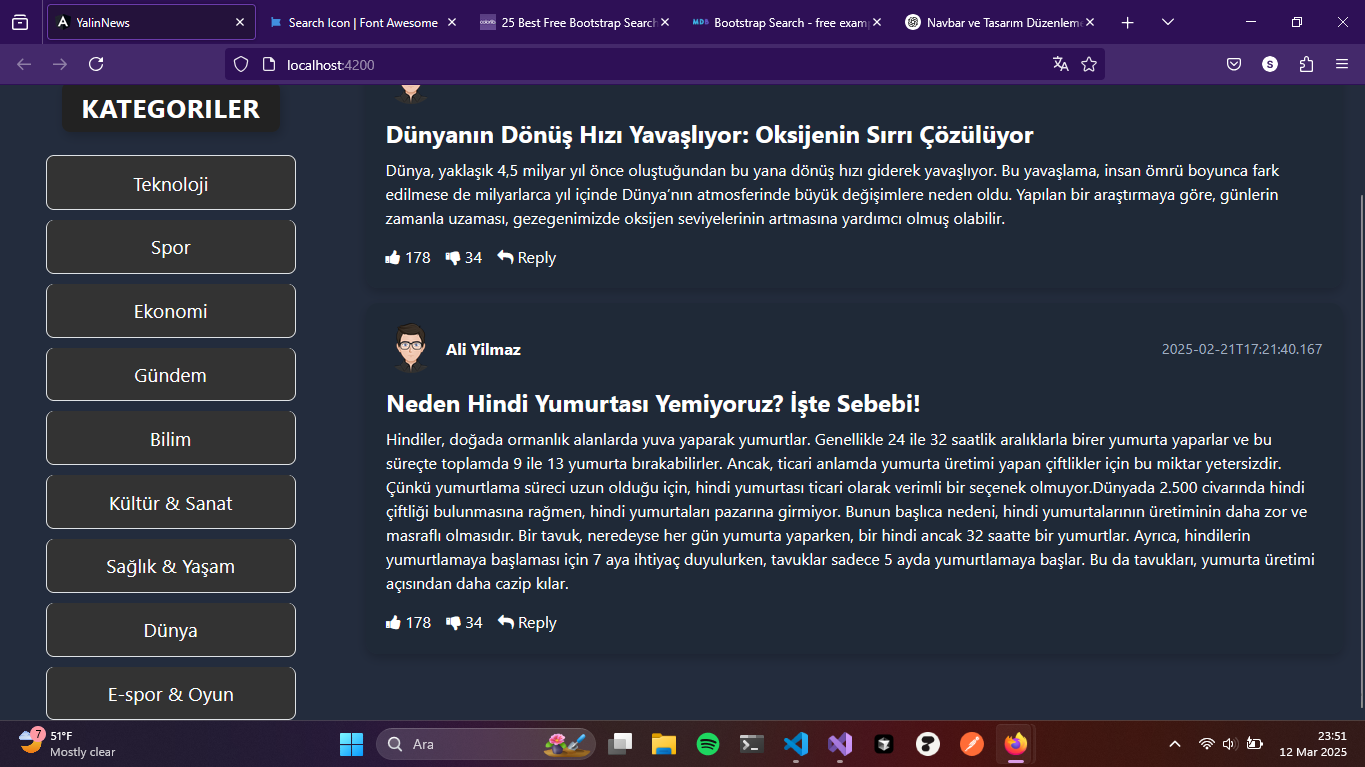 YalinNews
Search Icon | Font Awesome
25 Best Free Bootstrap Search
MDB Bootstrap Search - free exam
Navbar ve Tasarım Düzenlem
localhost:4200
S
KATEGORILER
Teknoloji
Spor
Ekonomi
Gündem
Bilim
Kültür & Sanat
Sağlık & Yaşam
Dünya
E-spor & Oyun
Dünyanın Dönüş Hızı Yavaşlıyor: Oksijenin Sırrı Çözülüyor
Dünya, yaklaşık 4,5 milyar yıl önce oluştuğundan bu yana dönüş hızı giderek yavaşlıyor. Bu yavaşlama, insan ömrü boyunca fark
edilmese de milyarlarca yıl içinde Dünya’nın atmosferinde büyük değişimlere neden oldu. Yapılan bir araştırmaya göre, günlerin
zamanla uzaması, gezegenimizde oksijen seviyelerinin artmasına yardımcı olmuş olabilir.
178 34 Reply
Ali Yilmaz
2025-02-21T17:21:40.167
Neden Hindi Yumurtası Yemiyoruz? İşte Sebebi!
Hindiler, doğada ormanlık alanlarda yuva yaparak yumurtlar. Genellikle 24 ile 32 saatlik aralıklarla birer yumurta yaparlar ve bu
süreçte toplamda 9 ile 13 yumurta bırakabilirler. Ancak, ticari anlamda yumurta üretimi yapan çiftlikler için bu miktar yetersizdir.
Çünkü yumurtlama süreci uzun olduğu için, hindi yumurtası ticari olarak verimli bir seçenek olmuyor.Dünyada 2.500 civarında hindi
çiftliği bulunmasına rağmen, hindi yumurtaları pazarına girmiyor. Bunun başlıca nedeni, hindi yumurtalarının üretiminin daha zor ve
masraflı olmasıdır. Bir tavuk, neredeyse her gün yumurta yaparken, bir hindi ancak 32 saatte bir yumurtlar. Ayrıca, hindilerin
yumurtlamaya başlaması için 7 aya ihtiyaç duyulurken, tavuklar sadece 5 ayda yumurtlamaya başlar. Bu da tavukları, yumurta üretimi
açısından daha cazip kılar.
178 34 Reply
7
51°F
Mostly clear
Ara
23:51
12 Mar 2025